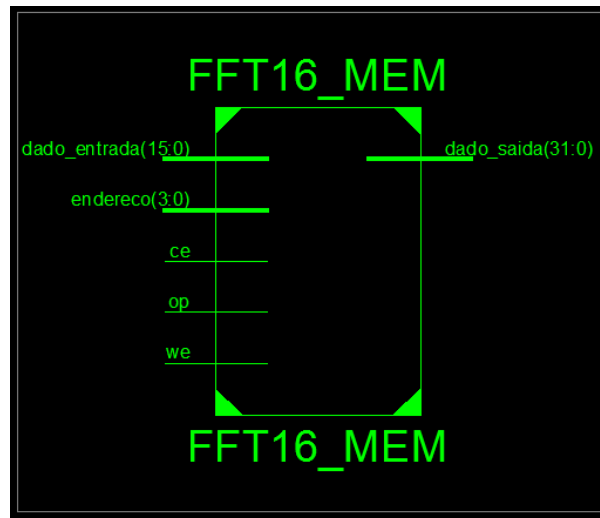 FFT16_MEM
dado_entrada(15:0)
dado_saida(31:0)
endereco(3:0)
ce
op
we
FFT16_MEM